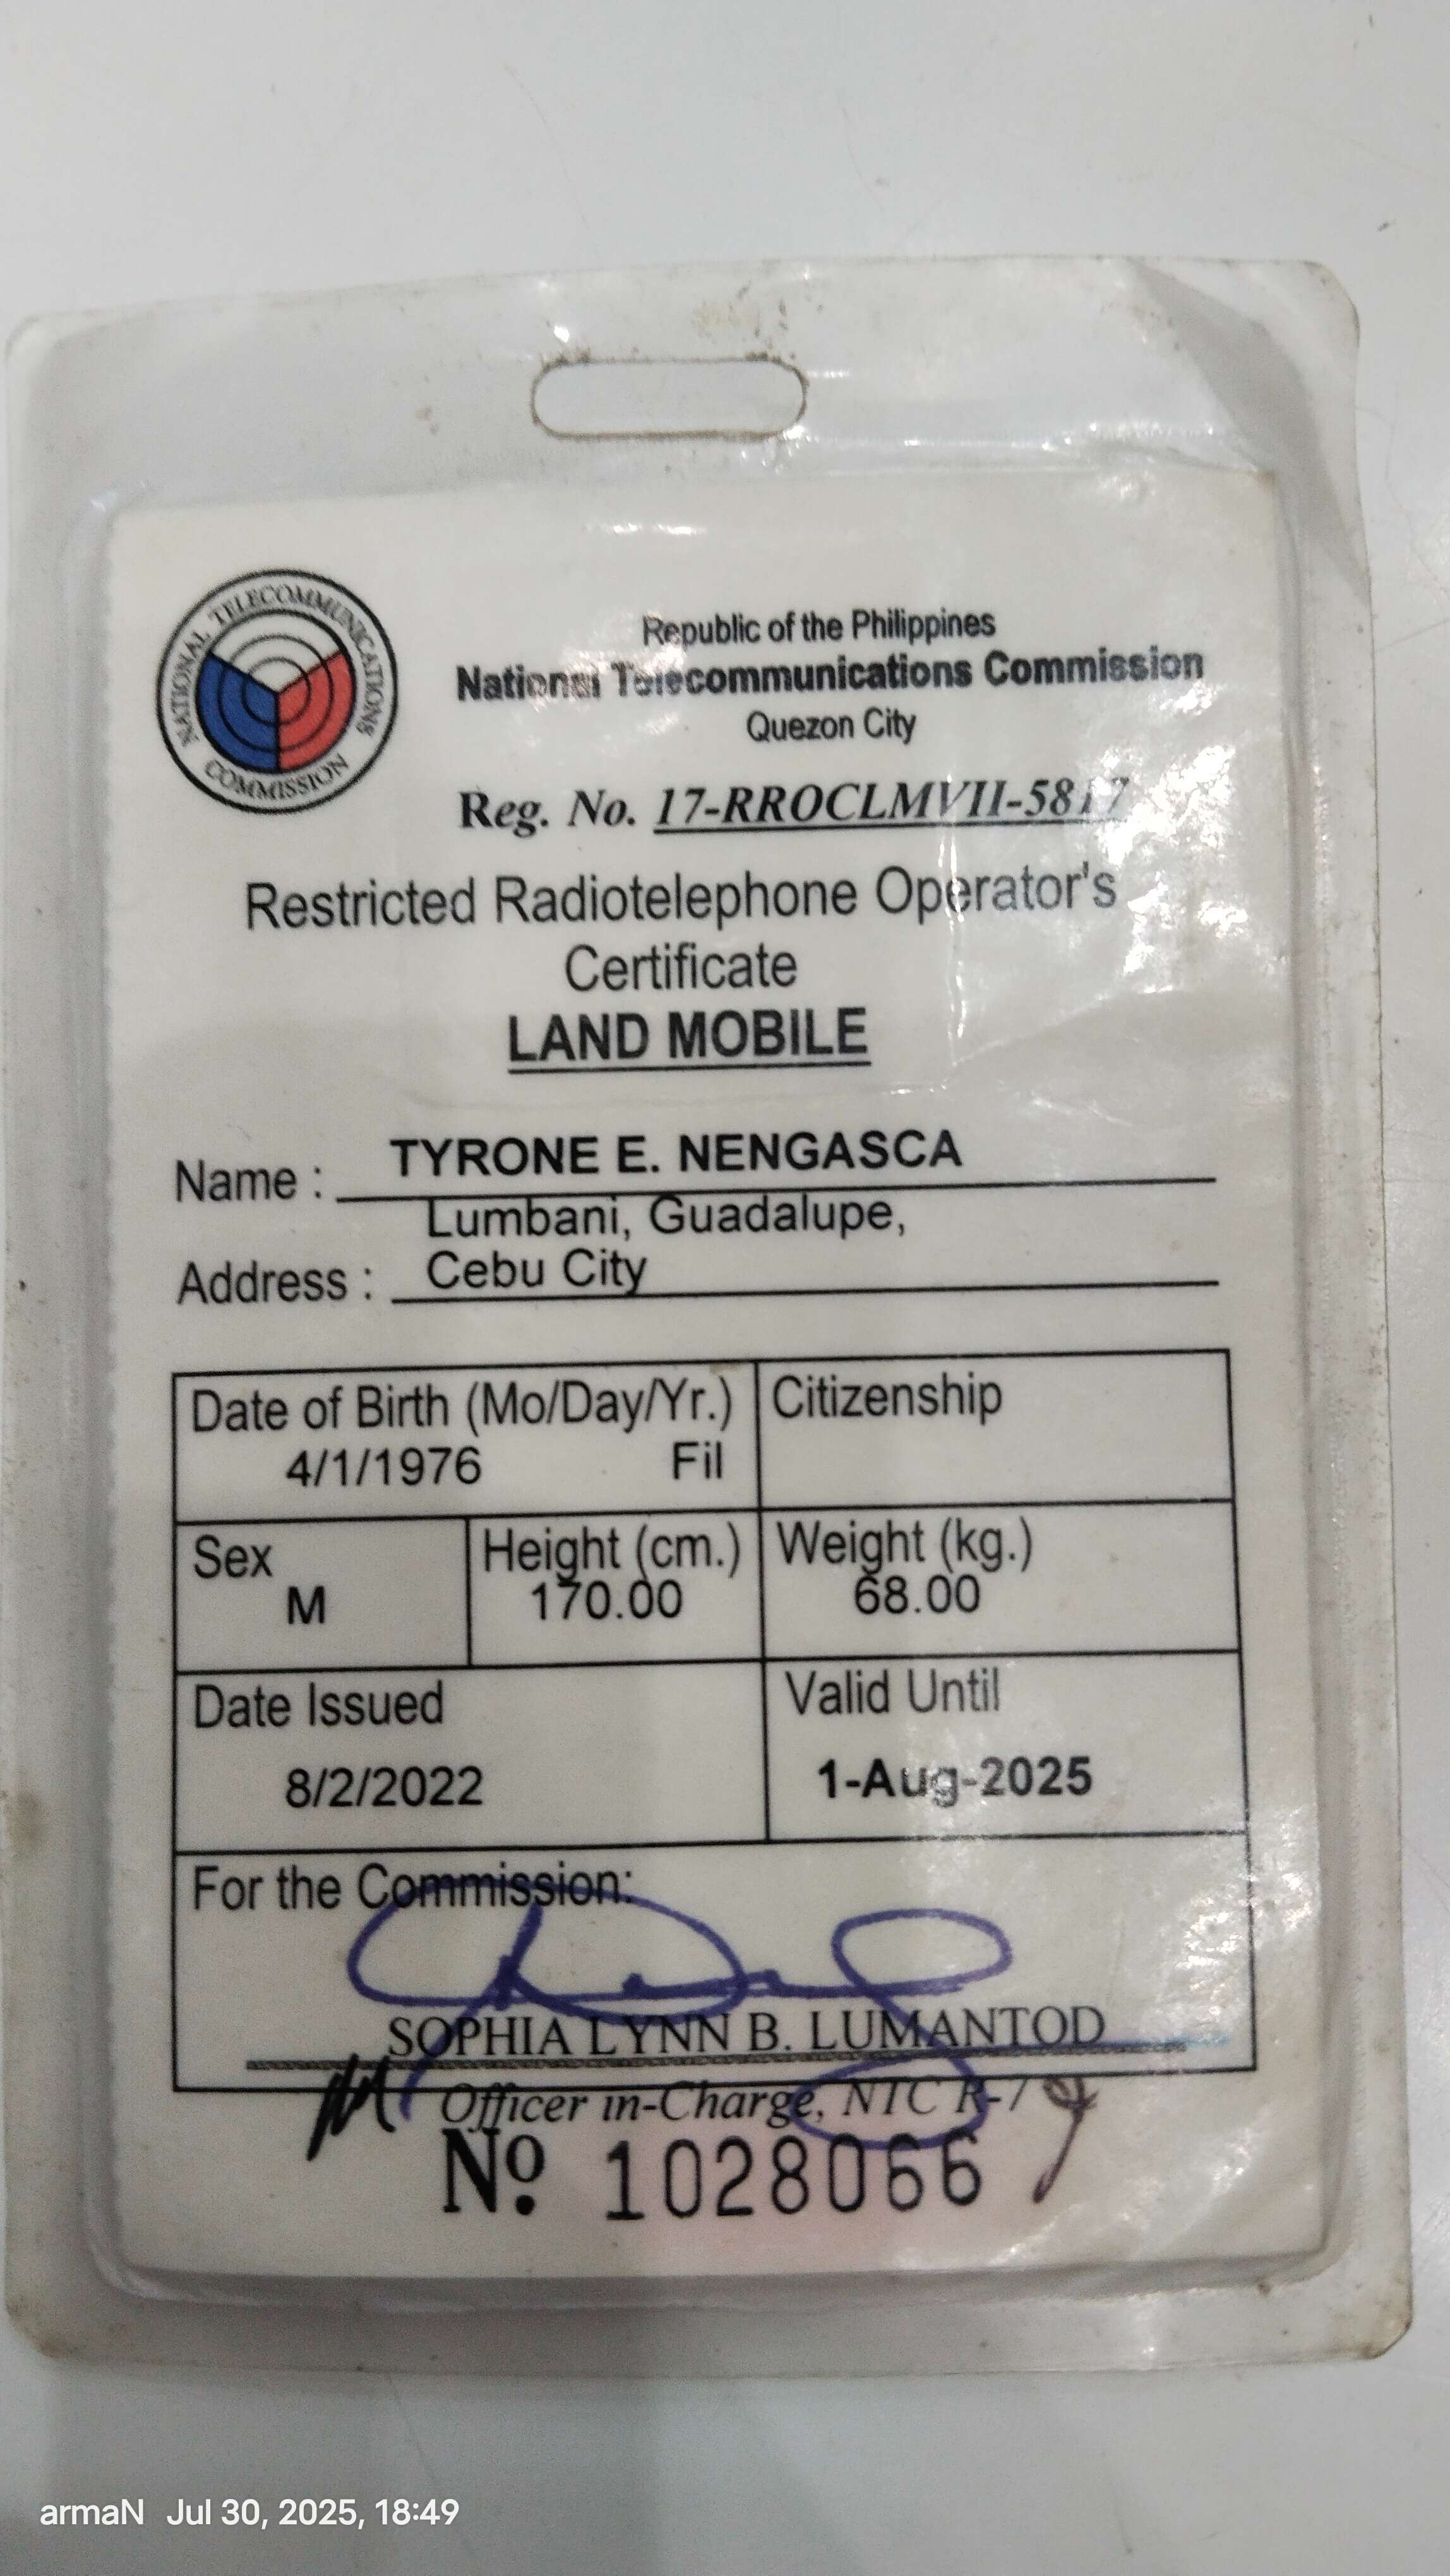 NATIONAL TELECOMMUNICATIONS COMMISSION
Republic of the Philippines
National Telecommunications Commission
Quezon City
Reg. No. 17-RROCLMVII-5817
Restricted Radiotelephone Operator's
Certificate
LAND MOBILE
Name : TYRONE E. NENGASCA
Lumbani, Guadalupe,
Address : Cebu City
Date of Birth (Mo/Day/Yr.) Citizenship
4/1/1976 Fil
Sex Height (cm.) Weight (kg.)
M 170.00 68.00
Date Issued Valid Until
8/2/2022 1-Aug-2025
For the Commission:
SOPHIA LYNN B. LUMANTOD
Officer in-Charge, NTC R-7
No. 1028066
armaN Jul 30, 2025, 18:49